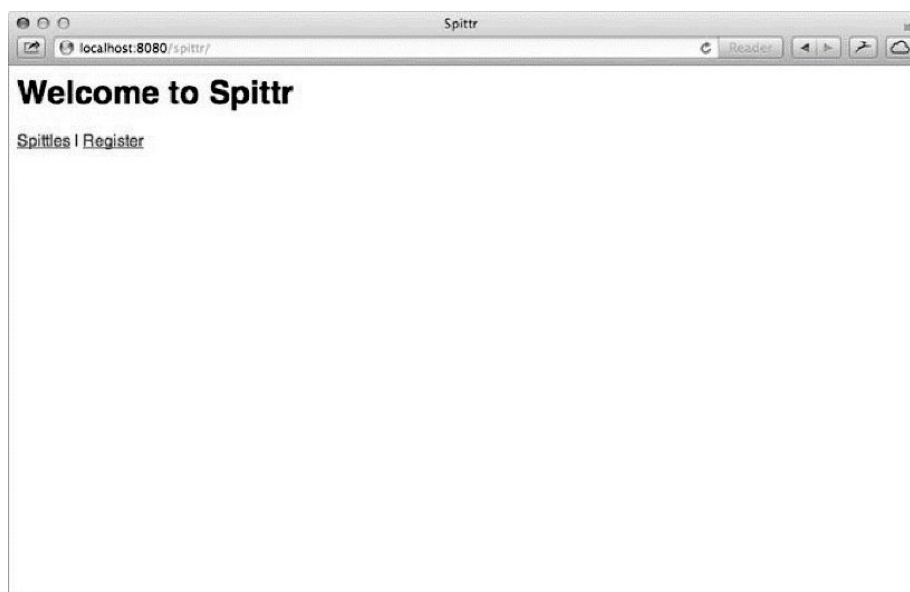 Spittr
localhost:8080/spittr/
Reader
Welcome to Spittr
Spittles | Register